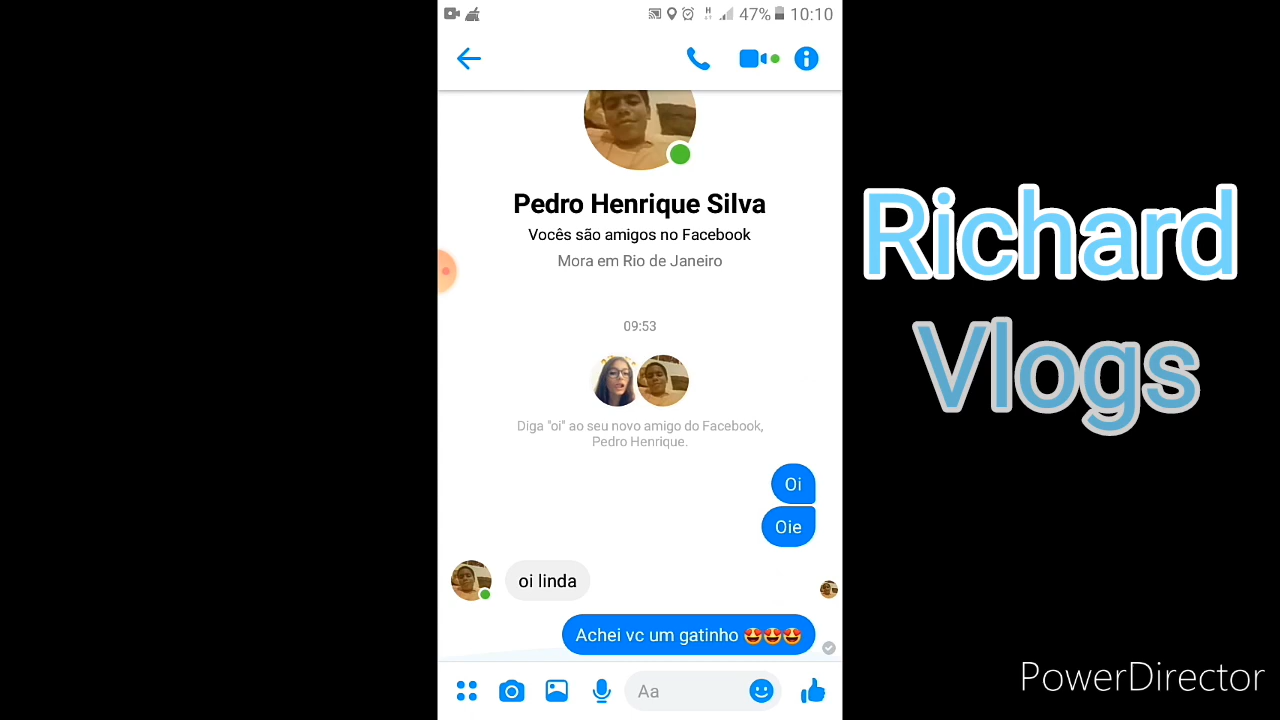 47% 10:10
Pedro Henrique Silva
Vocês são amigos no Facebook
Mora em Rio de Janeiro
09:53
Diga "oi" ao seu novo amigo do Facebook,
Pedro Henrique.
Oi
Oie
oi linda
Achei vc um gatinho 😍😍😍
Aa
Richard
Vlogs
PowerDirector